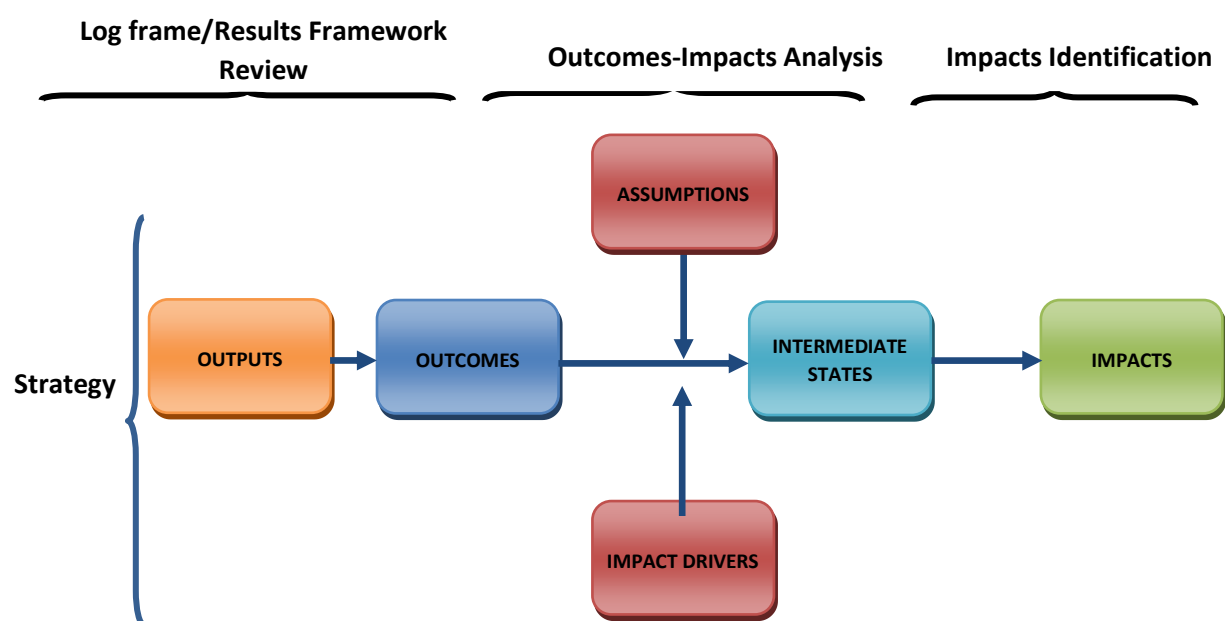 Log frame/Results Framework
Review
Outcomes-Impacts Analysis
Impacts Identification
ASSUMPTIONS
Strategy
OUTPUTS
OUTCOMES
INTERMEDIATE
STATES
IMPACTS
IMPACT DRIVERS